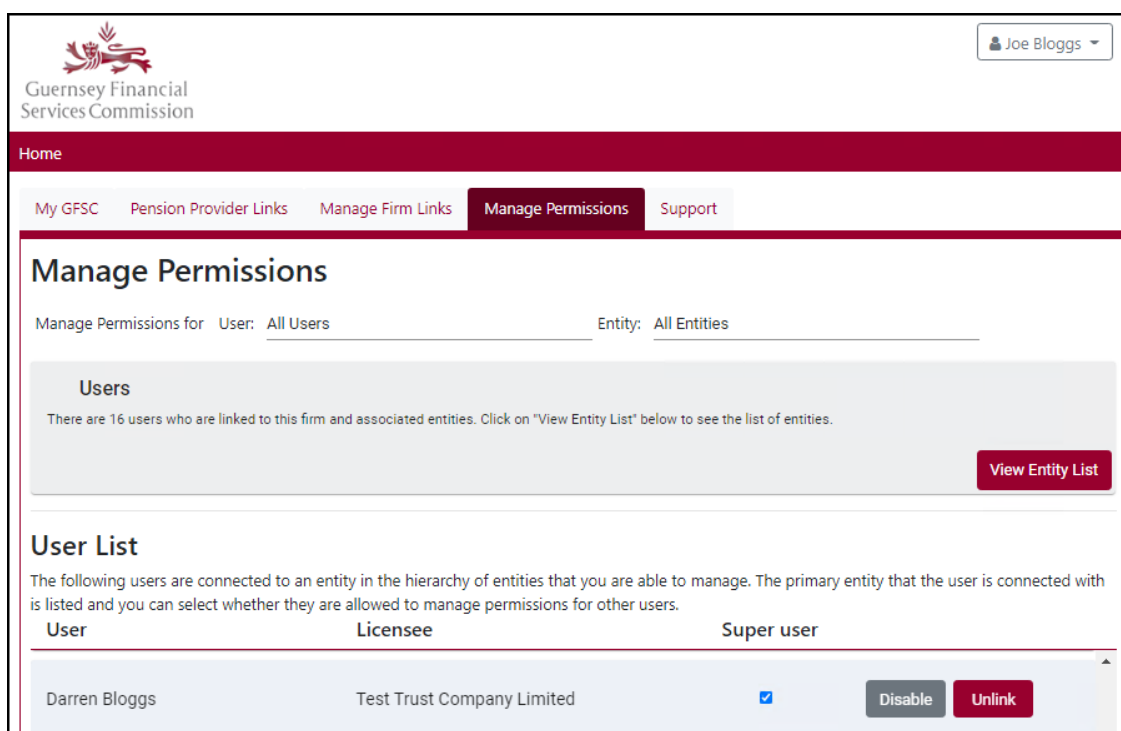 Joe Bloggs
Guernsey Financial
Services Commission
Home
My GFSC Pension Provider Links Manage Firm Links Manage Permissions Support
Manage Permissions
Manage Permissions for User: All Users Entity: All Entities
Users
There are 16 users who are linked to this firm and associated entities. Click on "View Entity List" below to see the list of entities.
View Entity List
User List
The following users are connected to an entity in the hierarchy of entities that you are able to manage. The primary entity that the user is connected with
is listed and you can select whether they are allowed to manage permissions for other users.
User Licensee Super user
Darren Bloggs Test Trust Company Limited Disable Unlink